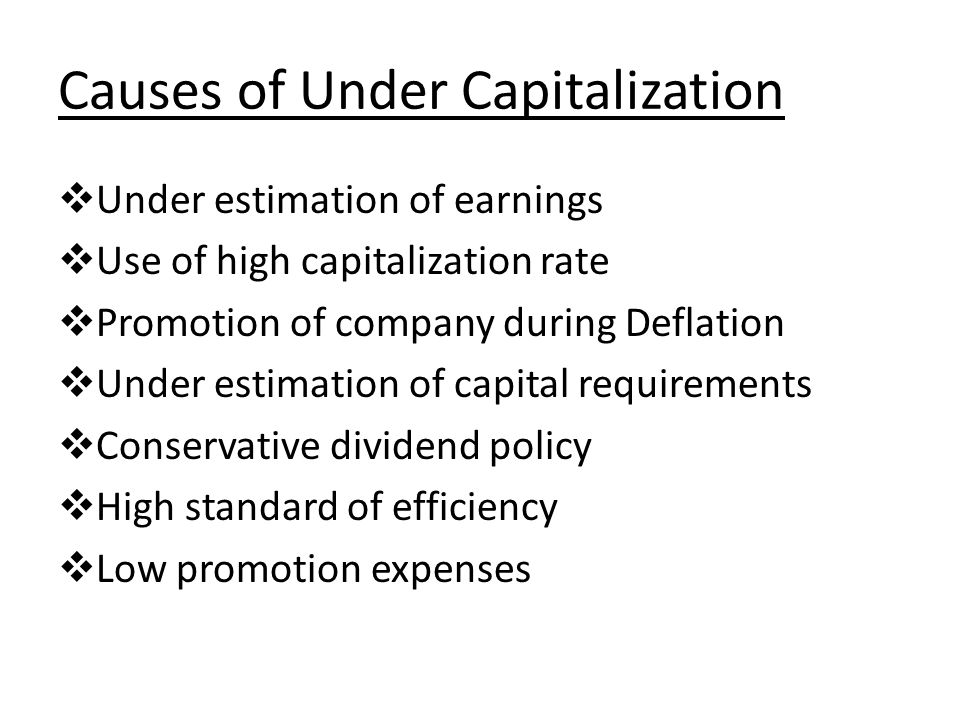 Causes of Under Capitalization
❖Under estimation of earnings
❖Use of high capitalization rate
❖Promotion of company during Deflation
❖Under estimation of capital requirements
❖Conservative dividend policy
❖High standard of efficiency
❖Low promotion expenses